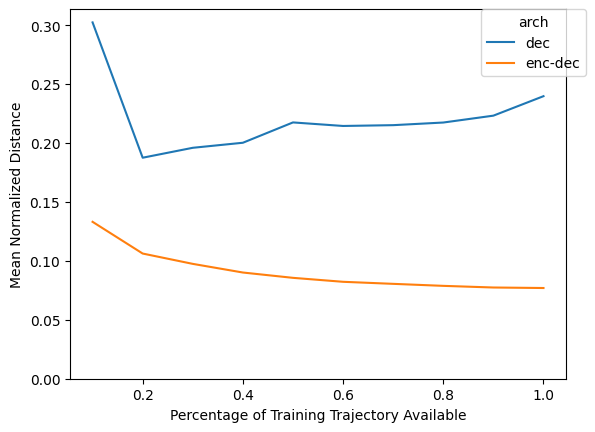 arch
dec
enc-dec
0.30
0.25
0.20
0.15
0.10
0.05
0.00
Mean Normalized Distance
0.2
0.4
0.6
0.8
1.0
Percentage of Training Trajectory Available